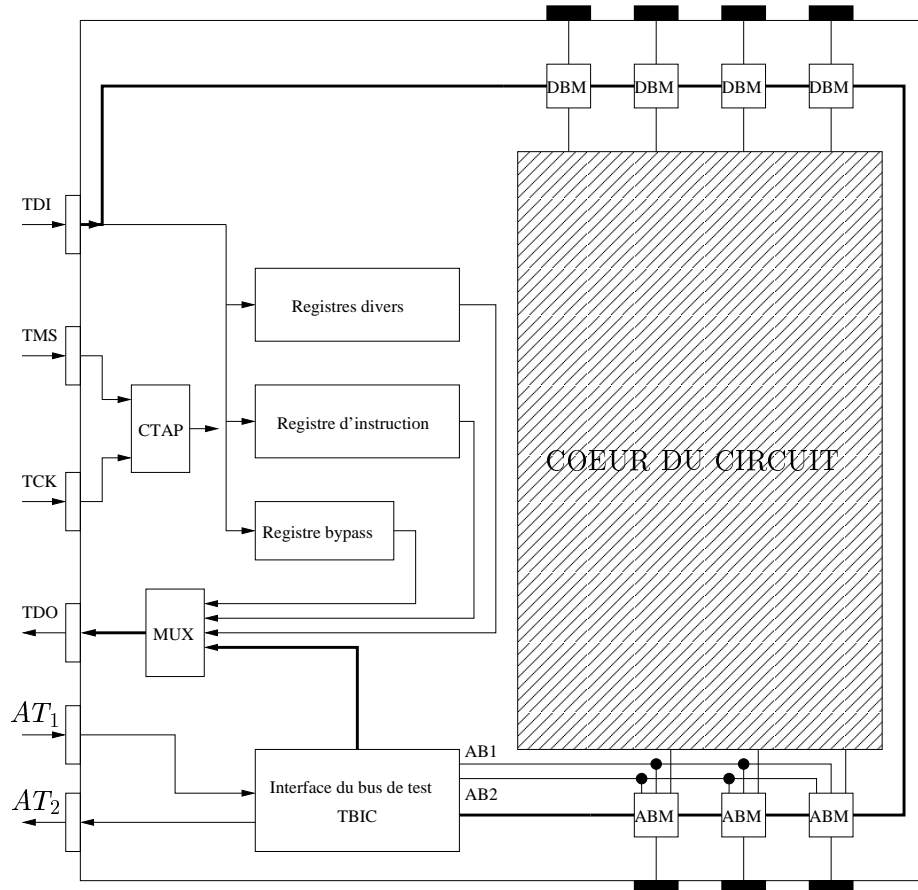 DBM DBM DBM DBM
TDI
Registres divers
TMS
Registre d'instruction
CTAP
COEUR DU CIRCUIT
TCK
Registre bypass
TDO
MUX
AT1
AB1
Interface du bus de test
TBIC
AB2
AT2
ABM ABM ABM